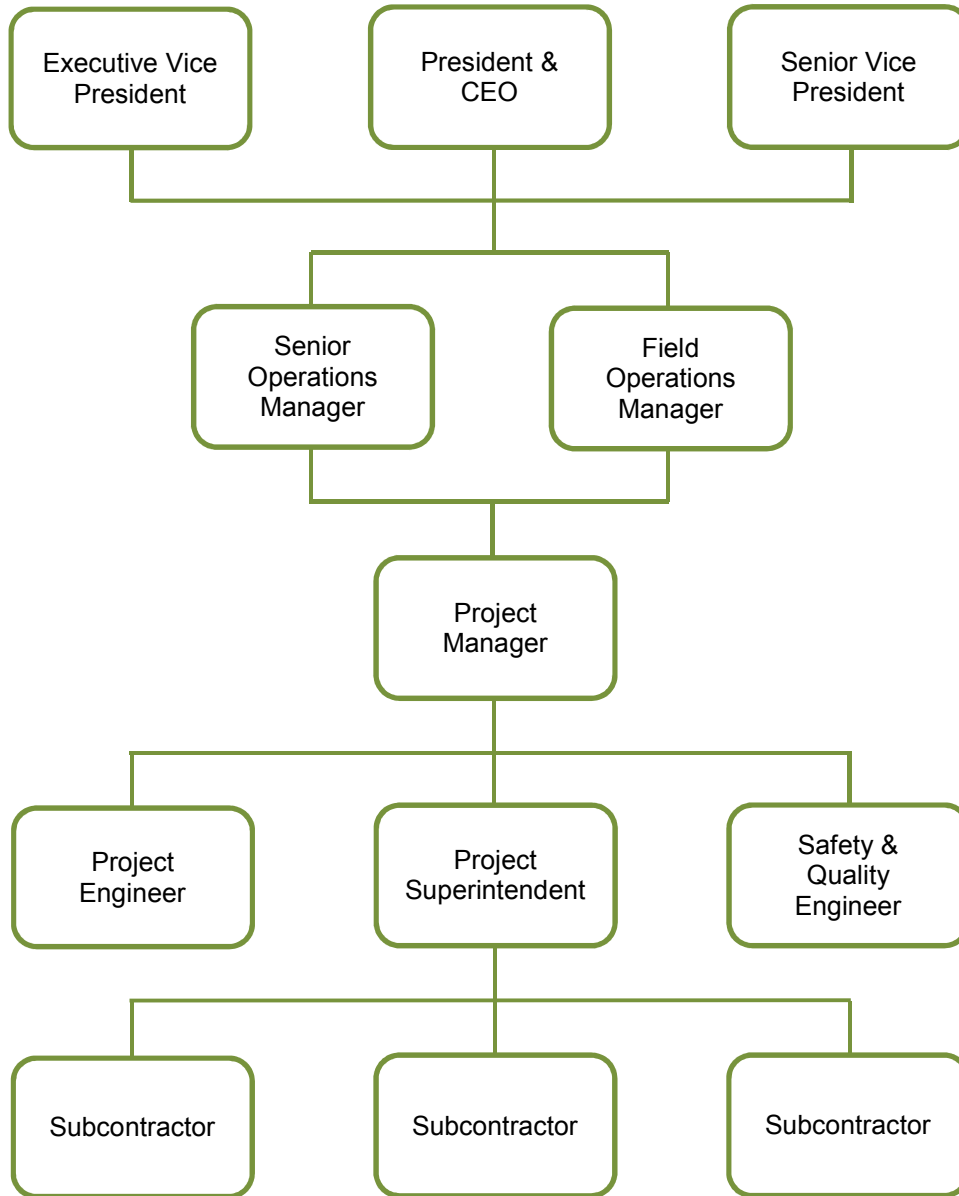 Executive Vice
President
President &
CEO
Senior Vice
President
Senior
Operations
Manager
Field
Operations
Manager
Project
Manager
Project
Engineer
Project
Superintendent
Safety &
Quality
Engineer
Subcontractor
Subcontractor
Subcontractor